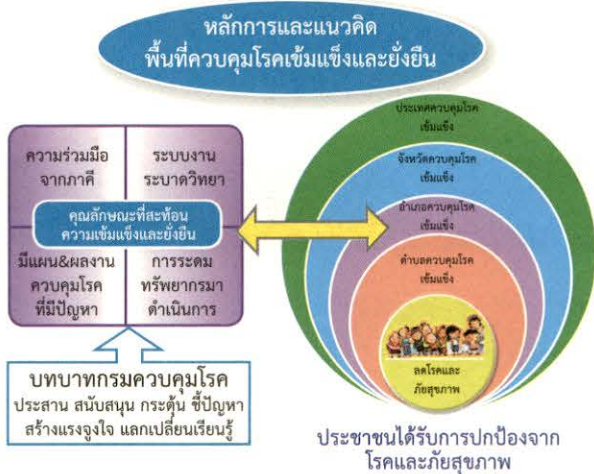 หลักการและแนวคิด
พื้นที่ควบคุมโรคเข้มแข็งและยั่งยืน
ความร่วมมือ
จากภาคี
ระบบงาน
ระบาดวิทยา
คุณลักษณะที่สะท้อน
ความเข้มแข็งและยั่งยืน
มีแผน&ผลงาน
ควบคุมโรค
ที่มีปัญหา
การระดม
ทรัพยากรมา
ดำเนินการ
บทบาทกรมควบคุมโรค
ประสาน สนับสนุน กระตุ้น ชี้ปัญหา
สร้างแรงจูงใจ แลกเปลี่ยนเรียนรู้
ประเทศควบคุมโรค
เข้มแข็ง
จังหวัดควบคุมโรค
เข้มแข็ง
อำเภอควบคุมโรค
เข้มแข็ง
ตำบลควบคุมโรค
เข้มแข็ง
ลดโรคและ
ภัยสุขภาพ
ประชาชนได้รับการปกป้องจาก
โรคและภัยสุขภาพ